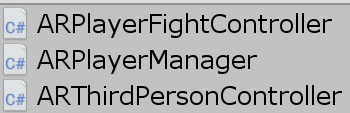 C# ARPlayerFightController
C# ARPlayerManager
C# ARThirdPersonController